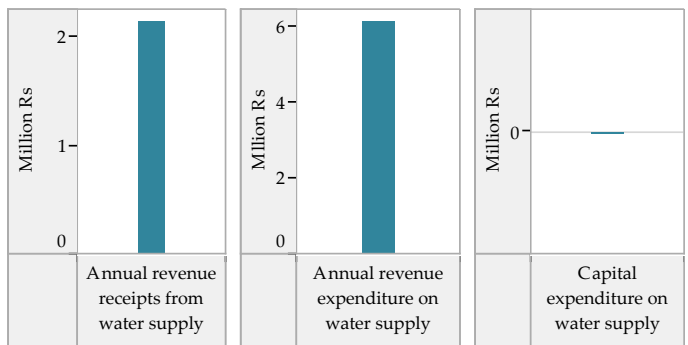 Million Rs
2
1
0
Annual revenue
receipts from
water supply
Mllion Rs
6
4
2
0
Annual revenue
expenditure on
water supply
Million Rs
0
Capital
expenditure on
water supply